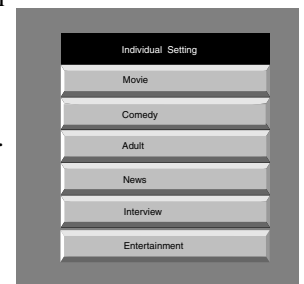 Individual Setting
Movie
Comedy
Adult
News
Interview
Entertainment